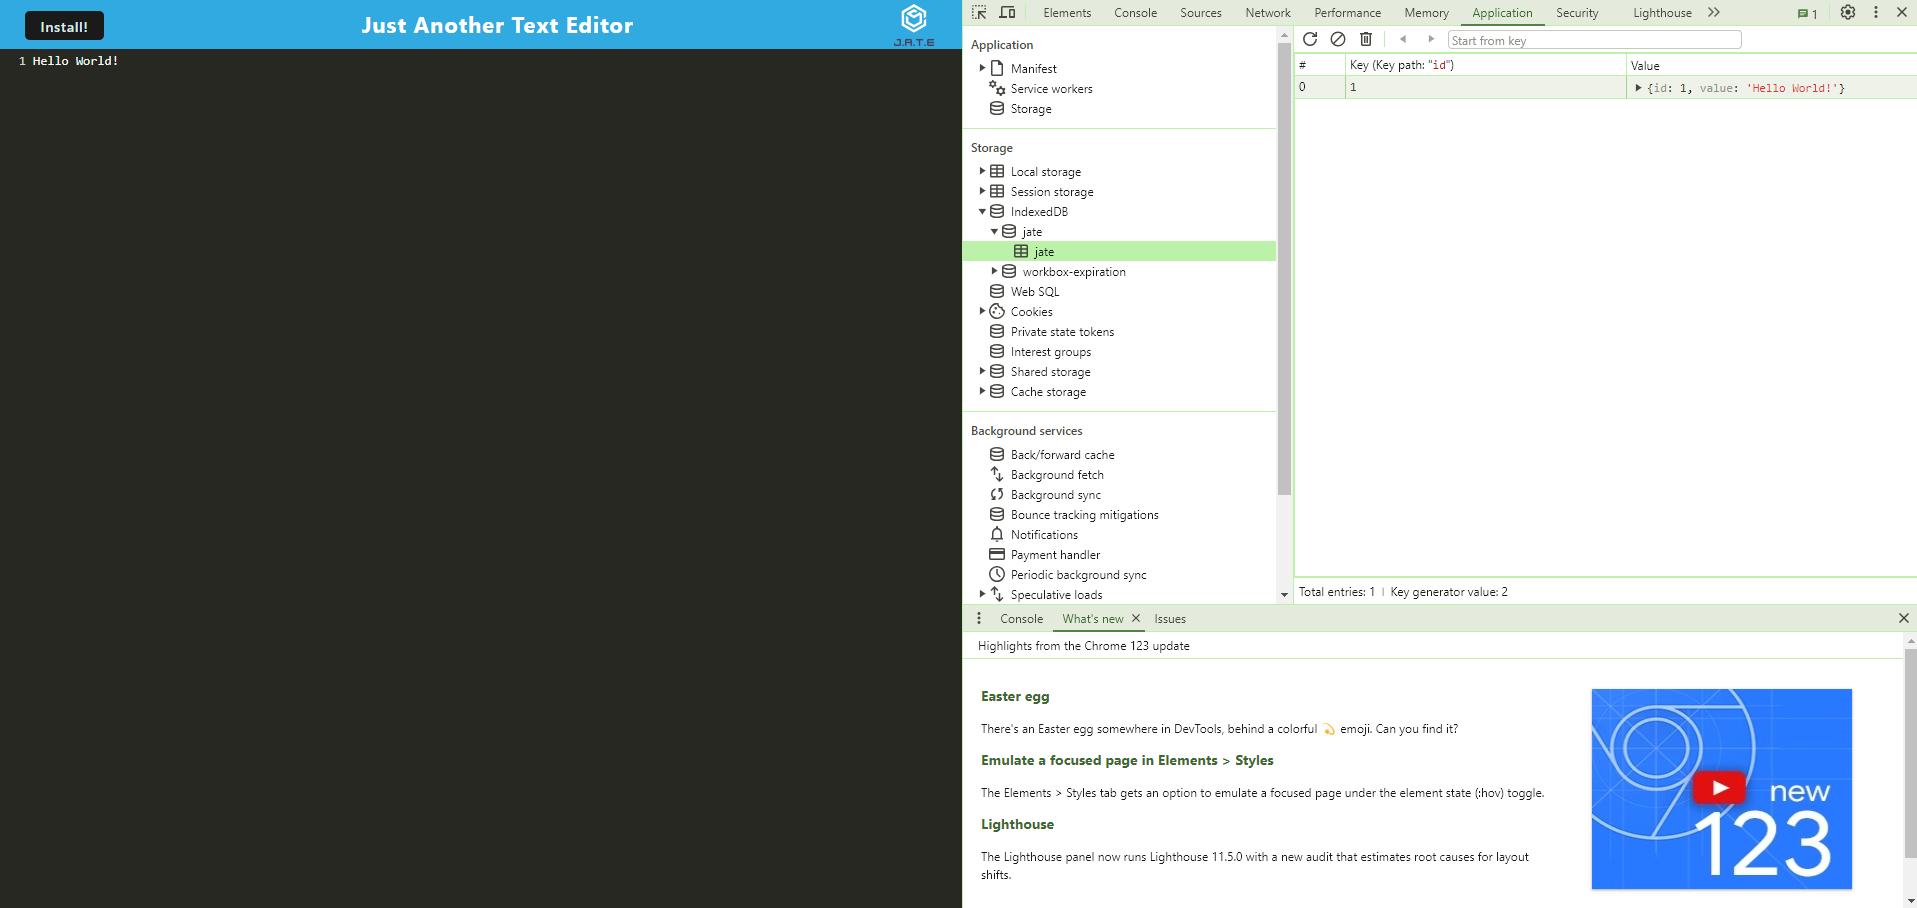 Install!
Just Another Text Editor
J.A.T.E
1 Hello World!
Elements Console Sources Network Performance Memory Application Security Lighthouse 1
Application
Manifest
Service workers
Storage
Storage
Local storage
Session storage
IndexedDB
jate
jate
workbox-expiration
Web SQL
Cookies
Private state tokens
Interest groups
Shared storage
Cache storage
Background services
Back/forward cache
Background fetch
Background sync
Bounce tracking mitigations
Notifications
Payment handler
Periodic background sync
Speculative loads
Start from key
# Key (Key path: "id") Value
0 1 {id: 1, value: 'Hello World!'}
Total entries: 1 Key generator value: 2
Console What's new Issues
Highlights from the Chrome 123 update
Easter egg
There's an Easter egg somewhere in DevTools, behind a colorful 💫 emoji. Can you find it?
Emulate a focused page in Elements > Styles
The Elements > Styles tab gets an option to emulate a focused page under the element state (:hov) toggle.
Lighthouse
The Lighthouse panel now runs Lighthouse 11.5.0 with a new audit that estimates root causes for layout
shifts.
new
123